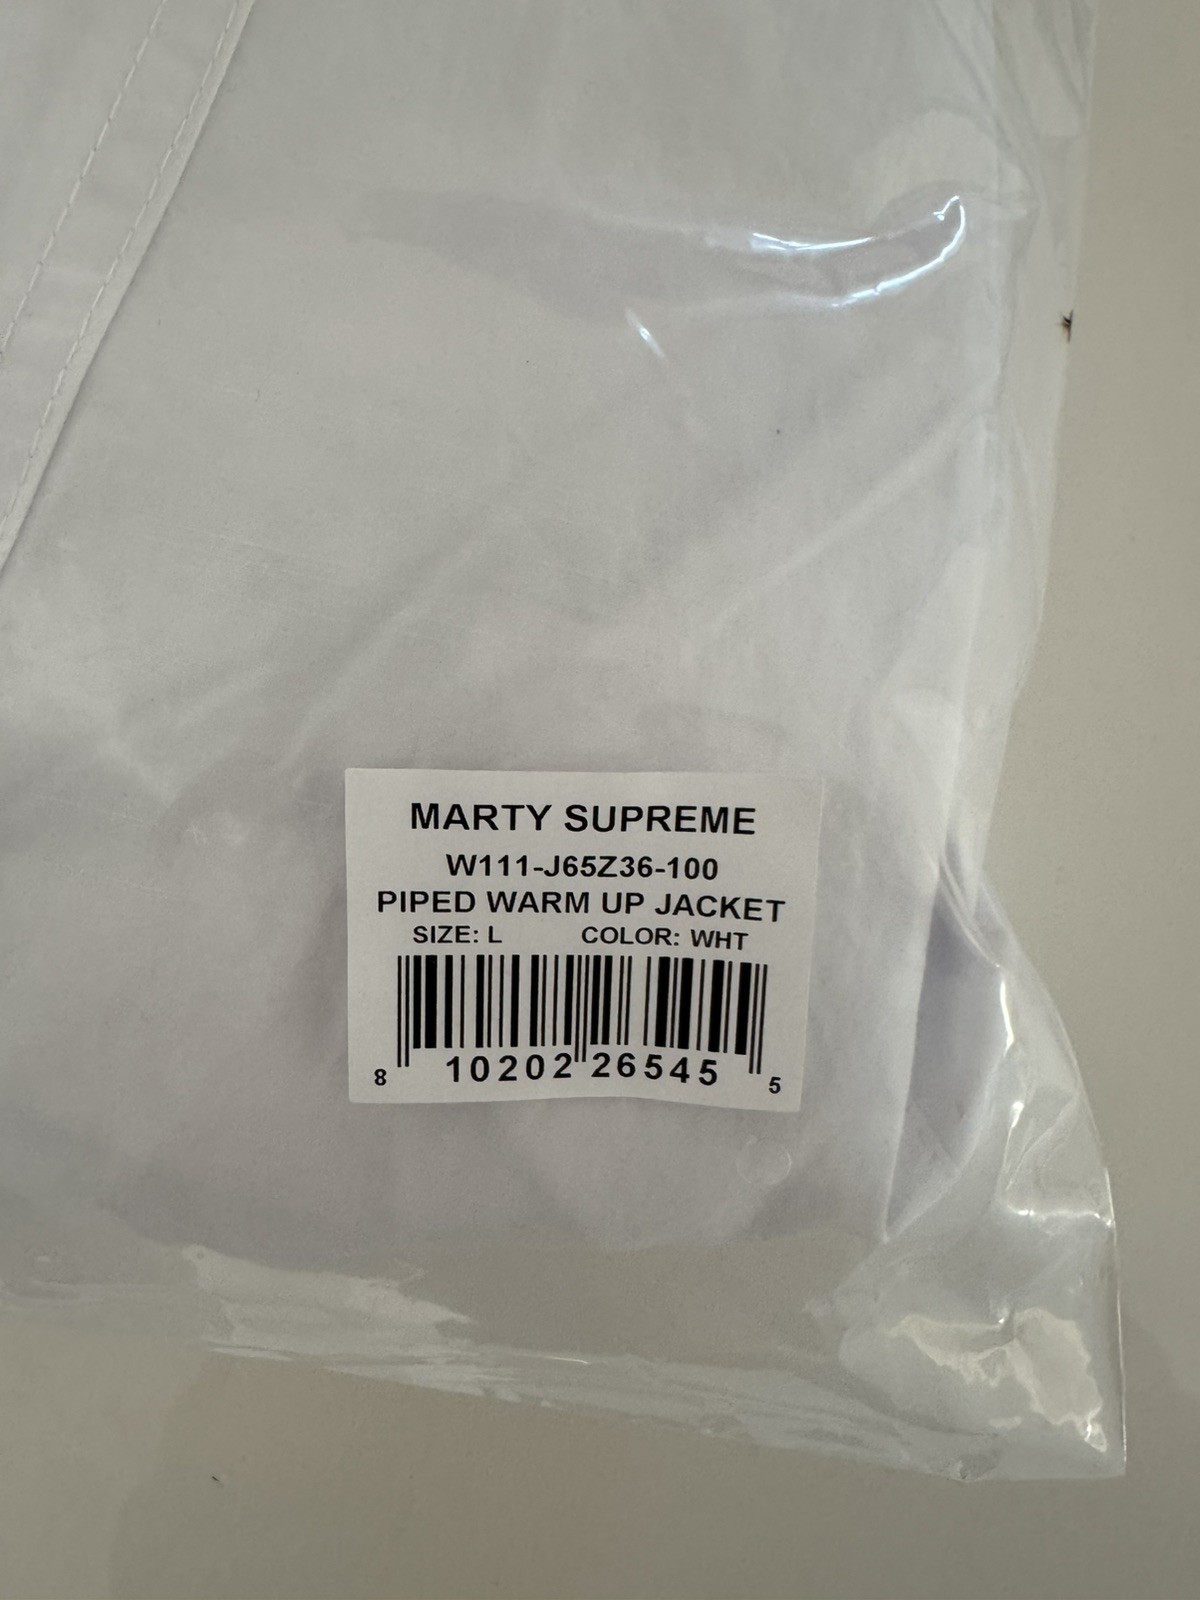 MARTY SUPREME
W111-J65Z36-100
PIPED WARM UP JACKET
SIZE: L COLOR: WHT
8 10202 26545 5